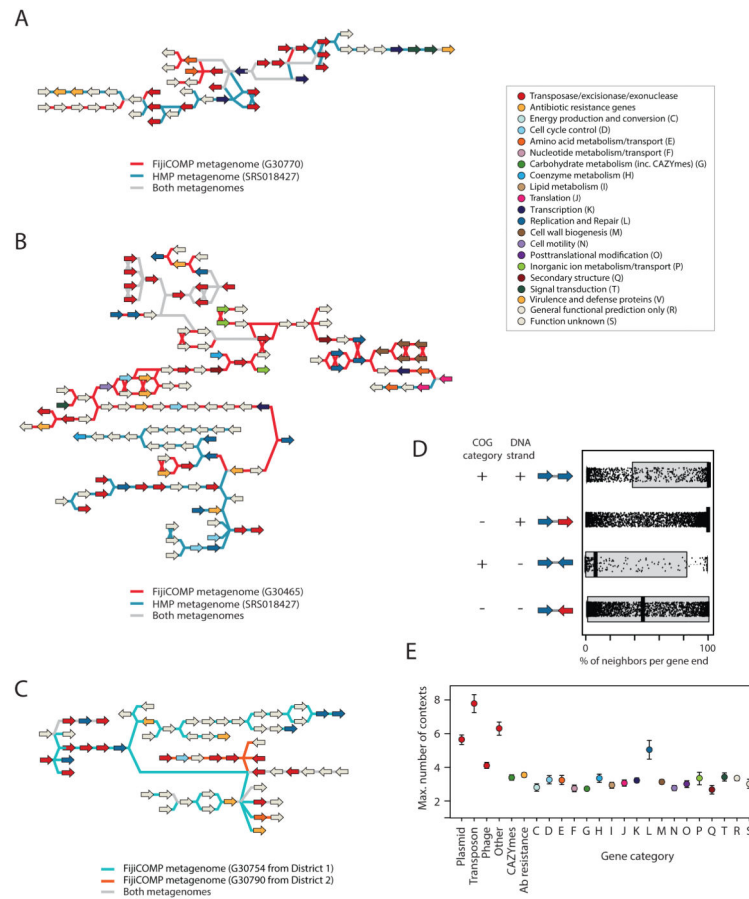 A
FijiCOMP metagenome (G30770)
HMP metagenome (SRS018427)
Both metagenomes
Transposase/excisionase/exonuclease
Antibiotic resistance genes
Energy production and conversion (C)
Cell cycle control (D)
Amino acid metabolism/transport (E)
Nucleotide metabolism/transport (F)
Carbohydrate metabolism (inc. CAZYmes) (G)
Coenzyme metabolism (H)
Lipid metabolism (I)
Translation (J)
Transcription (K)
Replication and Repair (L)
Cell wall biogenesis (M)
Cell motility (N)
Posttranslational modification (O)
Inorganic ion metabolism/transport (P)
Secondary structure (Q)
Signal transduction (T)
Virulence and defense proteins (V)
General functional prediction only (R)
Function unknown (S)
B
FijiCOMP metagenome (G30465)
HMP metagenome (SRS018427)
Both metagenomes
C
FijiCOMP metagenome (G30754 from District 1)
FijiCOMP metagenome (G30790 from District 2)
Both metagenomes
D
COG category
DNA strand
+ +
- +
+ -
- -
0 100
% of neighbors per gene end
E
Max. number of contexts
8
6
4
2
Plasmid
Transposon
Phage
Other
CAZYmes
Ab resistance
C D E F G H I J K L M N O P Q T R S
Gene category